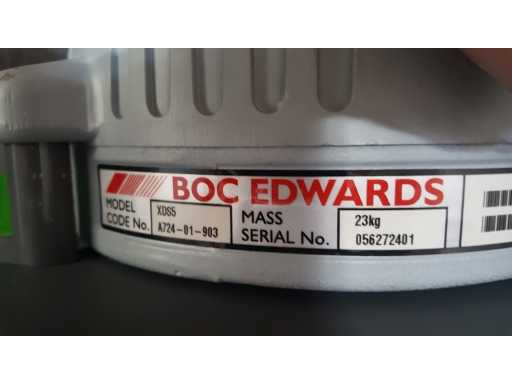 BOC EDWARDS
MODEL XDS5
CODE No. A724-01-903
MASS 23kg
SERIAL No. 056272401